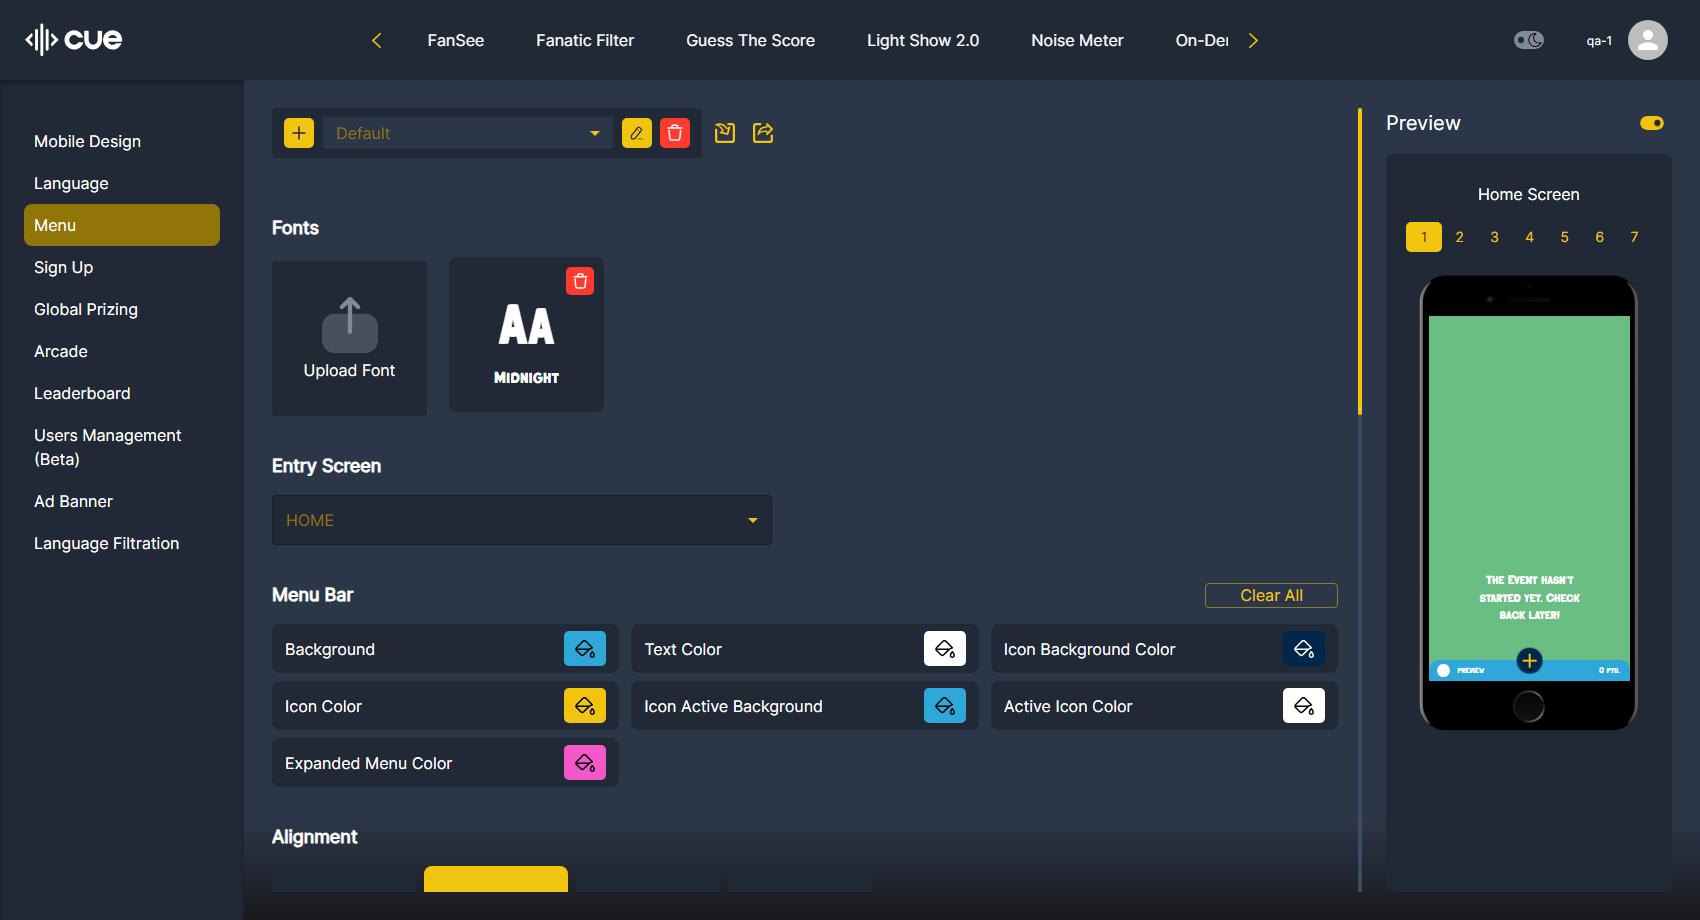 cue
FanSee
Fanatic Filter
Guess The Score
Light Show 2.0
Noise Meter
On-De
qa-1
Mobile Design
Language
Menu
Sign Up
Global Prizing
Arcade
Leaderboard
Users Management
(Beta)
Ad Banner
Language Filtration
Default
Fonts
Upload Font
AA
MIDNIGHT
Entry Screen
HOME
Menu Bar
Clear All
Background
Text Color
Icon Background Color
Icon Color
Icon Active Background
Active Icon Color
Expanded Menu Color
Alignment
Preview
Home Screen
1 2 3 4 5 6 7
THE EVENT HASN'T
STARTED YET. CHECK
BACK LATER!
PREVIEW
0 PTS.